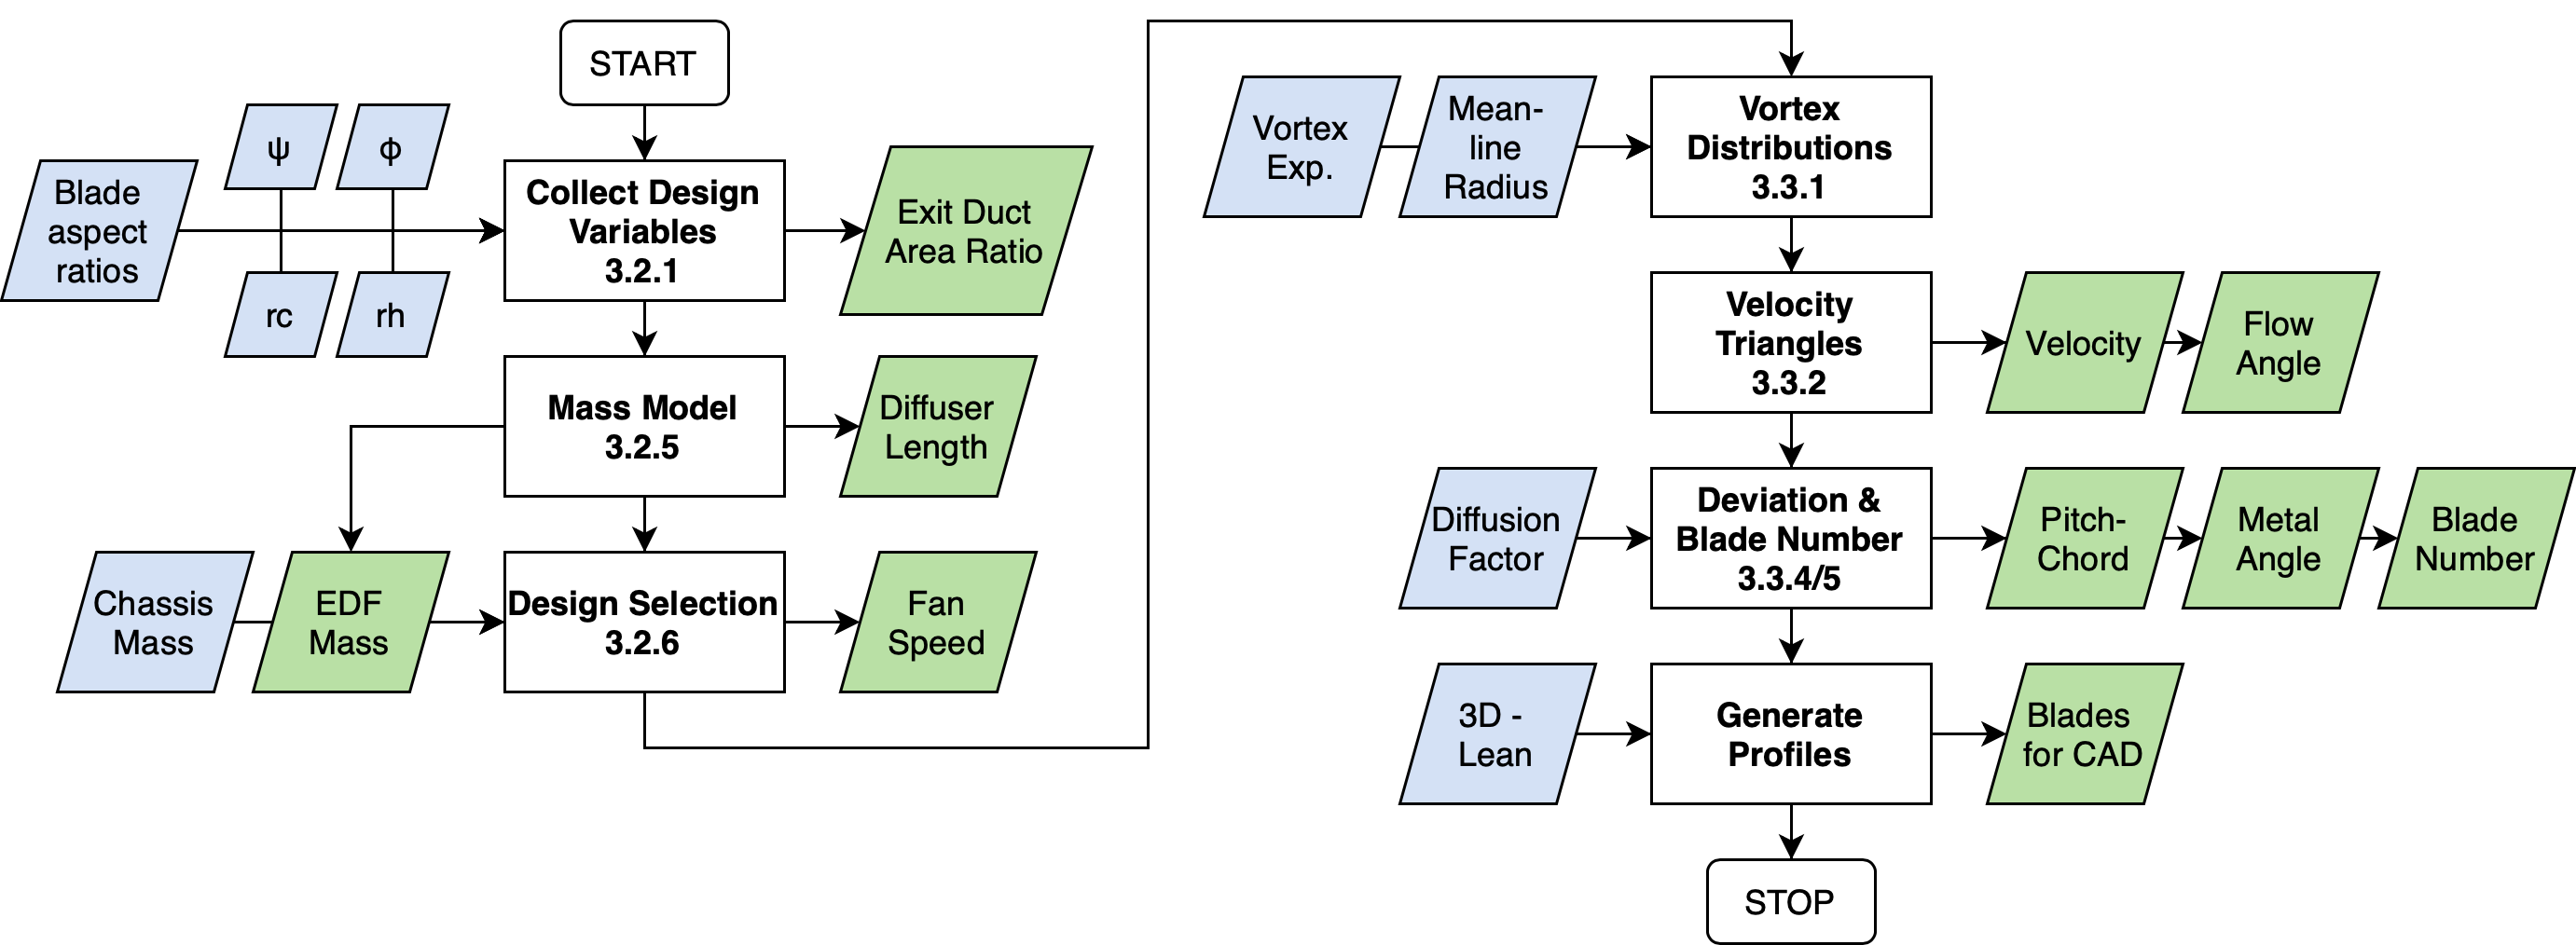 START
ψ
ϕ
Blade
aspect
ratios
rc
rh
Collect Design
Variables
3.2.1
Exit Duct
Area Ratio
Mass Model
3.2.5
Diffuser
Length
Chassis
Mass
EDF
Mass
Design Selection
3.2.6
Fan
Speed
Vortex
Exp.
Mean-
line
Radius
Vortex
Distributions
3.3.1
Velocity
Triangles
3.3.2
Velocity
Flow
Angle
Diffusion
Factor
Deviation &
Blade Number
3.3.4/5
Pitch-
Chord
Metal
Angle
Blade
Number
3D -
Lean
Generate
Profiles
Blades
for CAD
STOP